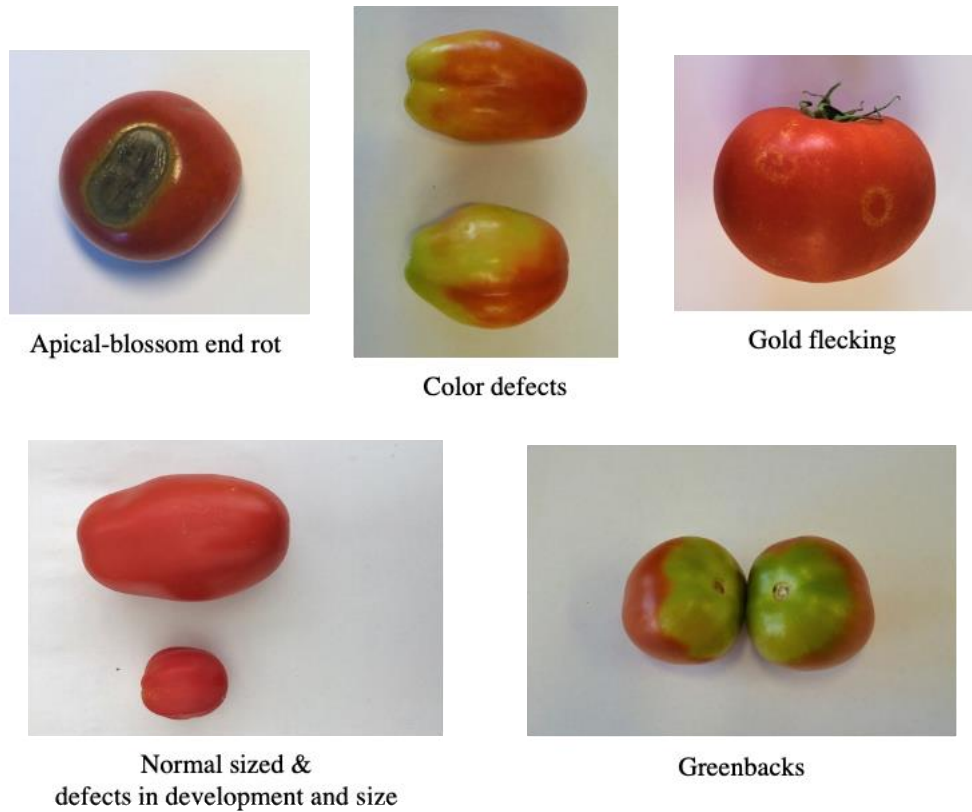 Apical-blossom end rot
Color defects
Gold flecking
Normal sized &
defects in development and size
Greenbacks